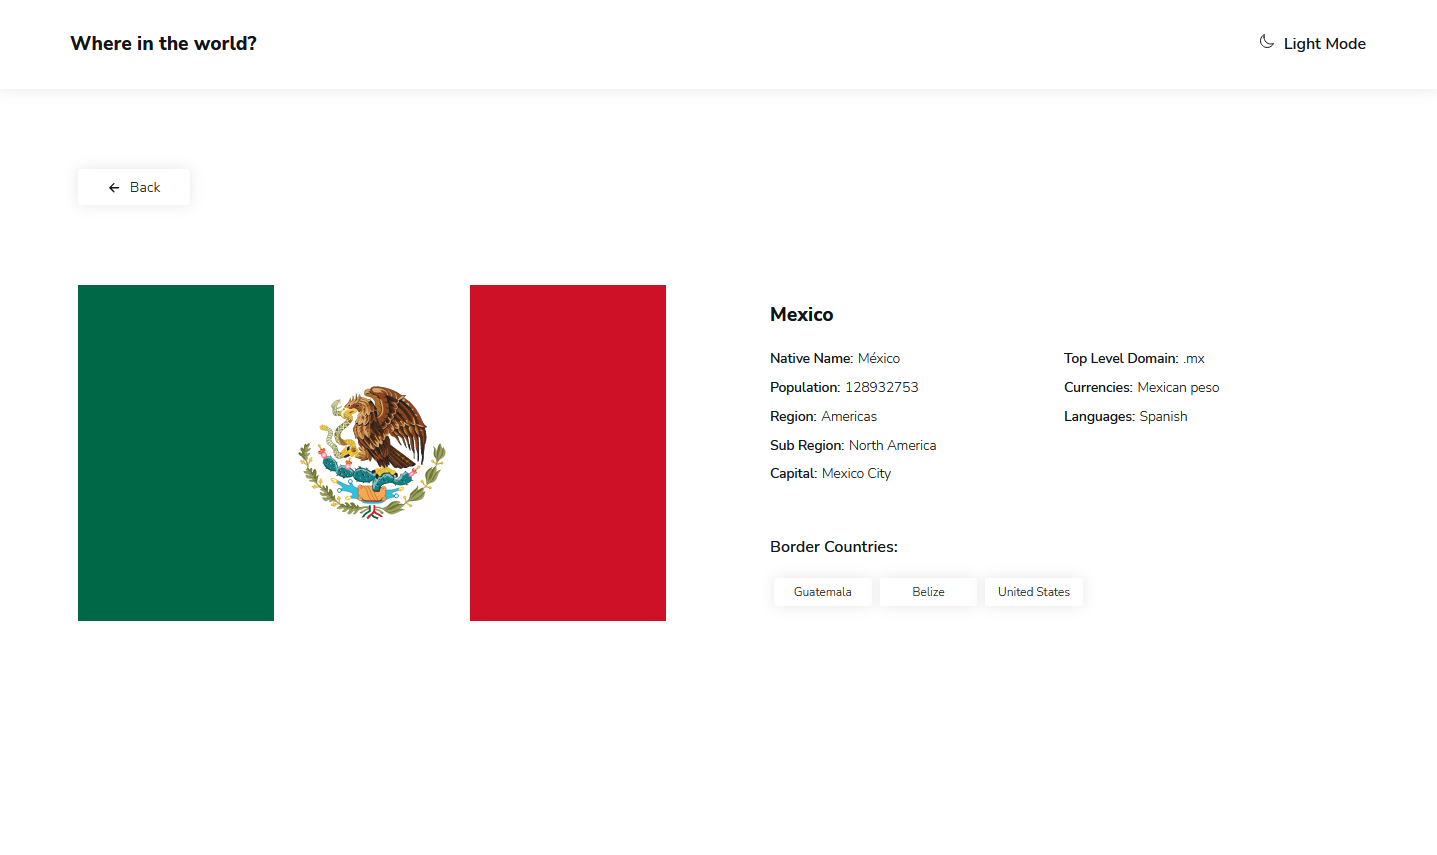 Where in the world?
Light Mode
Back
Mexico
Native Name: México
Population: 128932753
Region: Americas
Sub Region: North America
Capital: Mexico City
Top Level Domain: .mx
Currencies: Mexican peso
Languages: Spanish
Border Countries:
Guatemala
Belize
United States